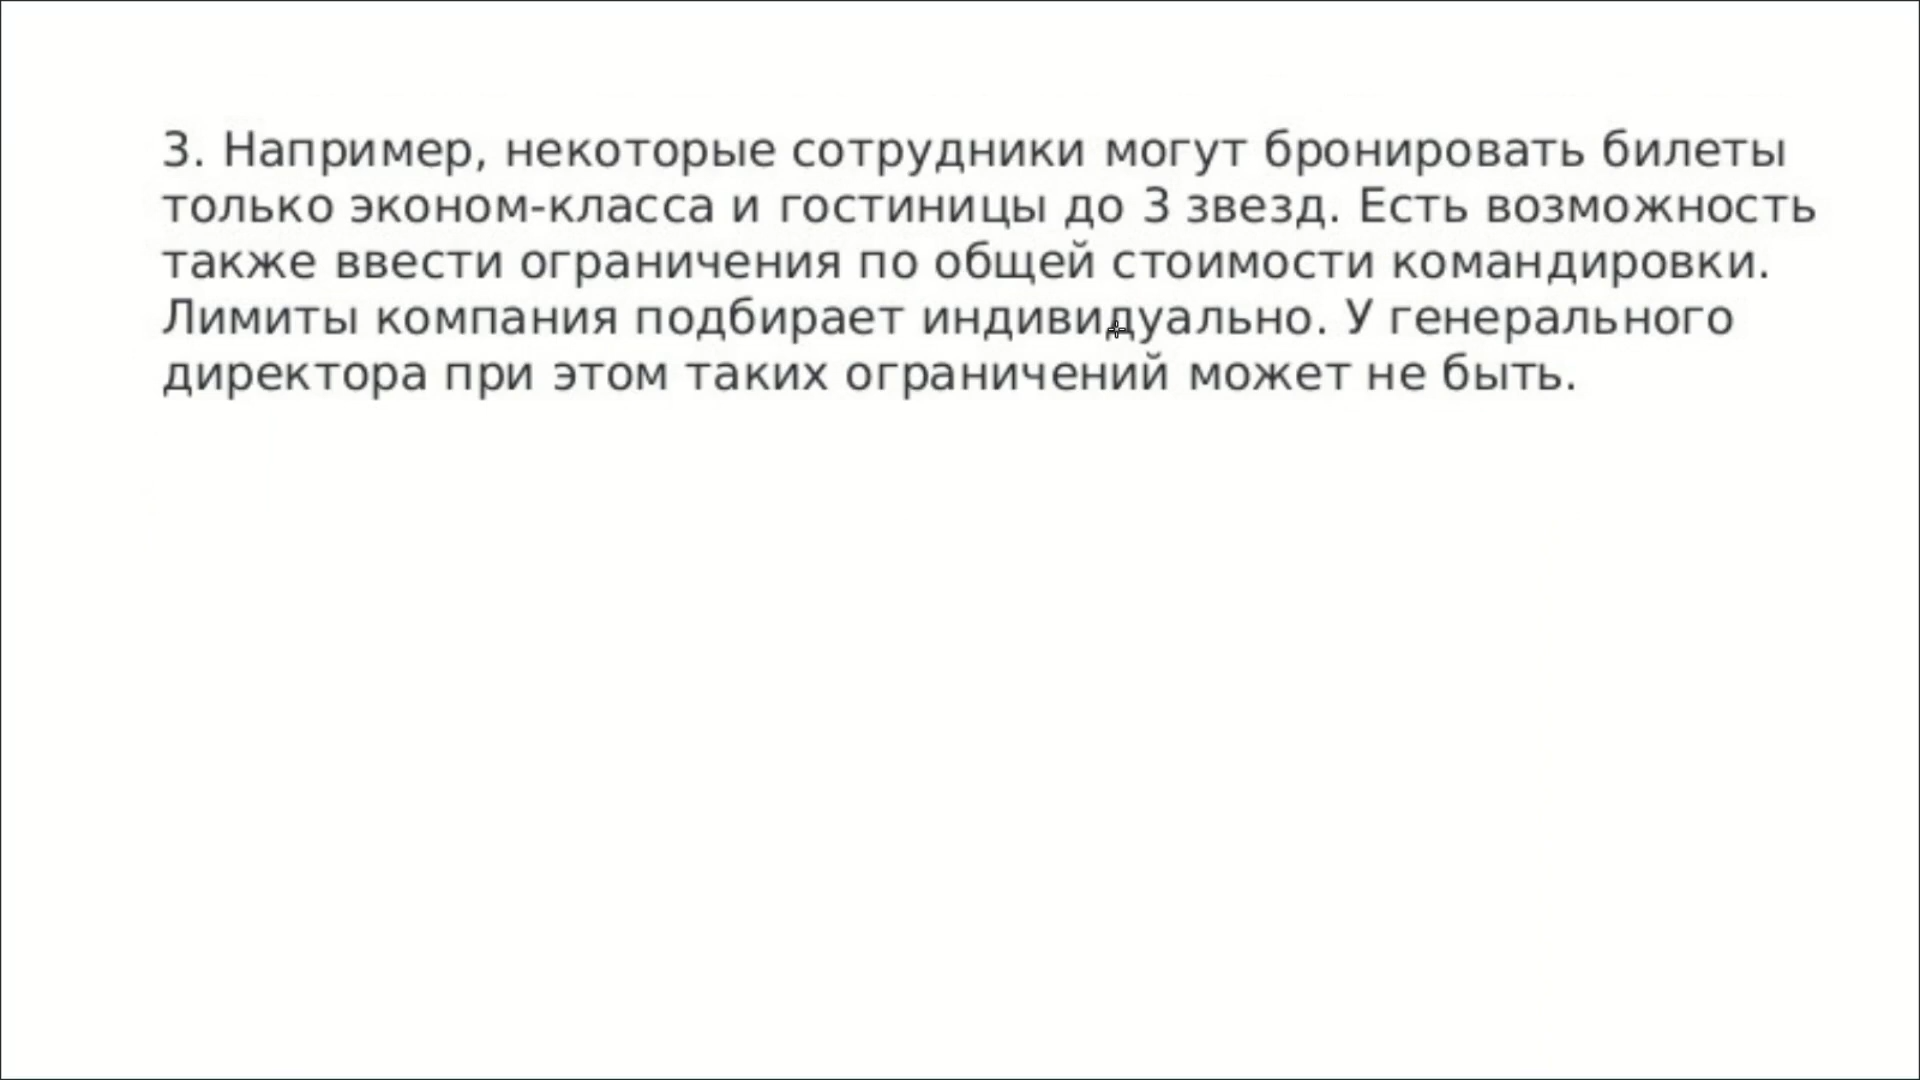 3. Например, некоторые сотрудники могут бронировать билеты
только эконом-класса и гостиницы до 3 звезд. Есть возможность
также ввести ограничения по общей стоимости командировки.
Лимиты компания подбирает индивидуально. У генерального
директора при этом таких ограничений может не быть.